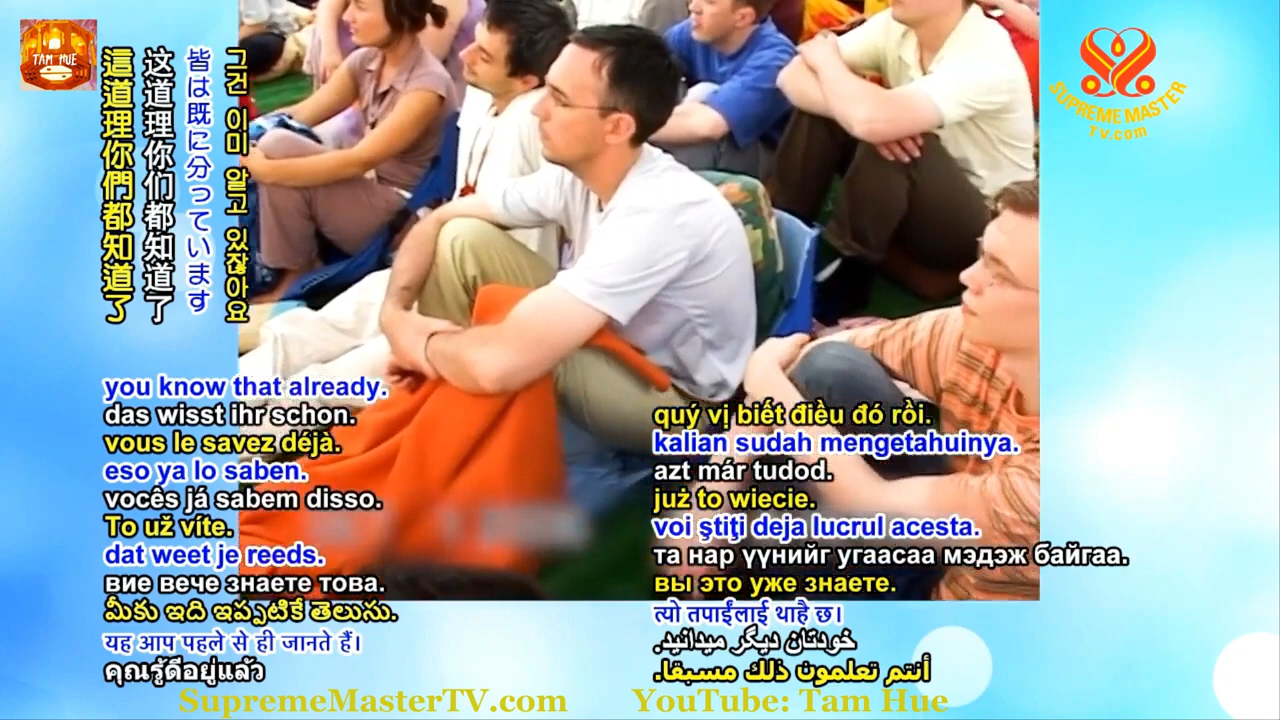 TAM HUE
SUPREME MASTER
TV.com
這道理你們都知道了
这道理你们都知道了
皆は既に分っています
그건 이미 알고 있잖아요
you know that already.
das wisst ihr schon.
vous le savez déjà.
eso ya lo saben.
vocês já sabem disso.
To už víte.
dat weet je reeds.
вие вече знаете това.
మీకు ఇది ఇప్పటికే తెలుసు.
यह आप पहले से ही जानते हैं।
คุณรู้ดีอยู่แล้ว
quý vị biết điều đó rồi.
kalian sudah mengetahuinya.
azt már tudod.
już to wiecie.
voi ştiţi deja lucrul acesta.
та нар үүнийг угаасаа мэдэж байгаа.
вы это уже знаете.
त्यो तपाईंलाई थाहै छ।
خودتان دیگر میدانید.
أنتم تعلمون ذلك مسبقا.
SupremeMasterTV.com
YouTube: Tam Hue